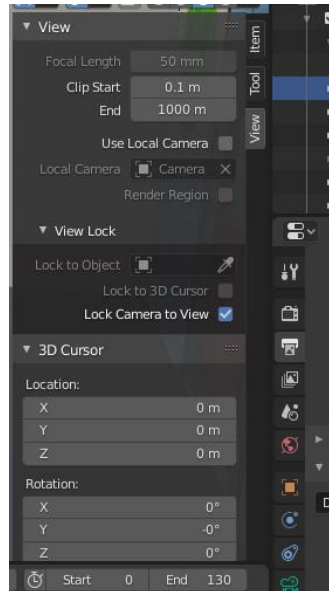 View
Item
Focal Length 50 mm
Clip Start 0.1 m
Tool
End 1000 m
View
Use Local Camera
Local Camera Camera
Render Region
View Lock
Lock to Object
Lock to 3D Cursor
Lock Camera to View
3D Cursor
Location:
X 0 m
Y 0 m
Z 0 m
Rotation:
X 0°
Y -0°
Z 0°
Start 0 End 130